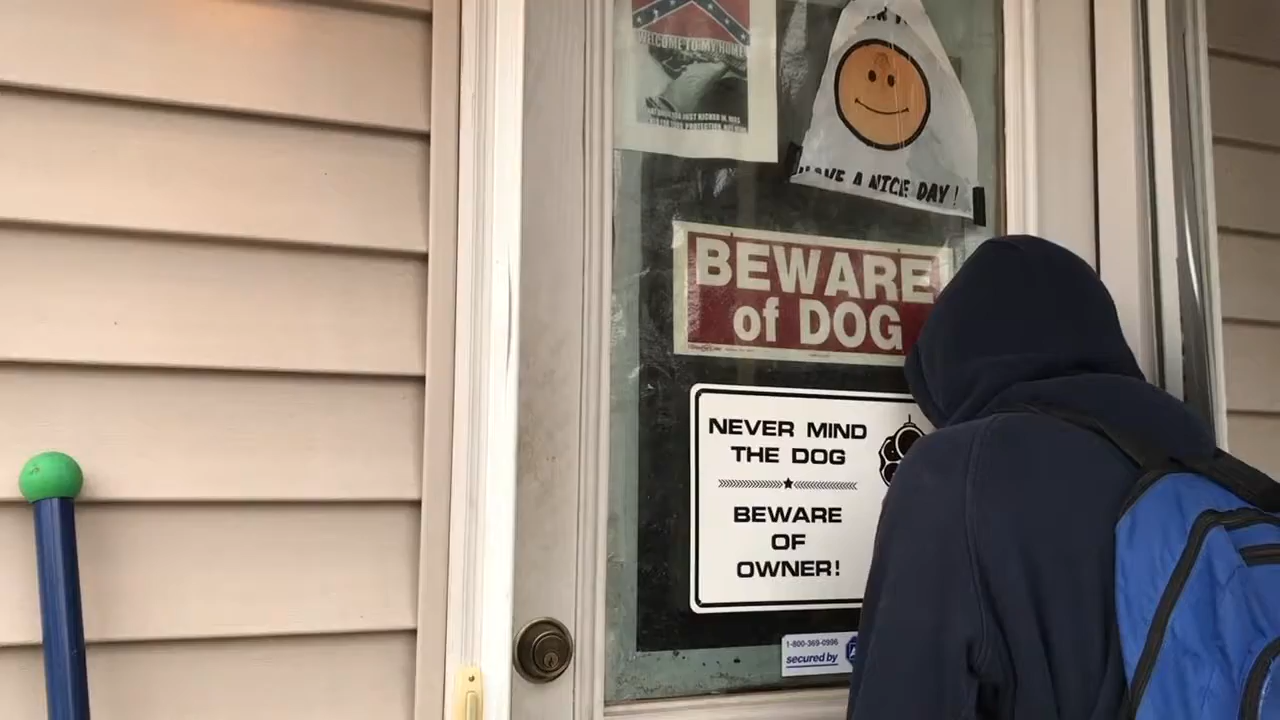 WELCOME TO MY HOME
HAVE A NICE DAY!
BEWARE
of DOG
NEVER MIND
THE DOG
BEWARE
OF
OWNER!
1-800-369-0996
secured by